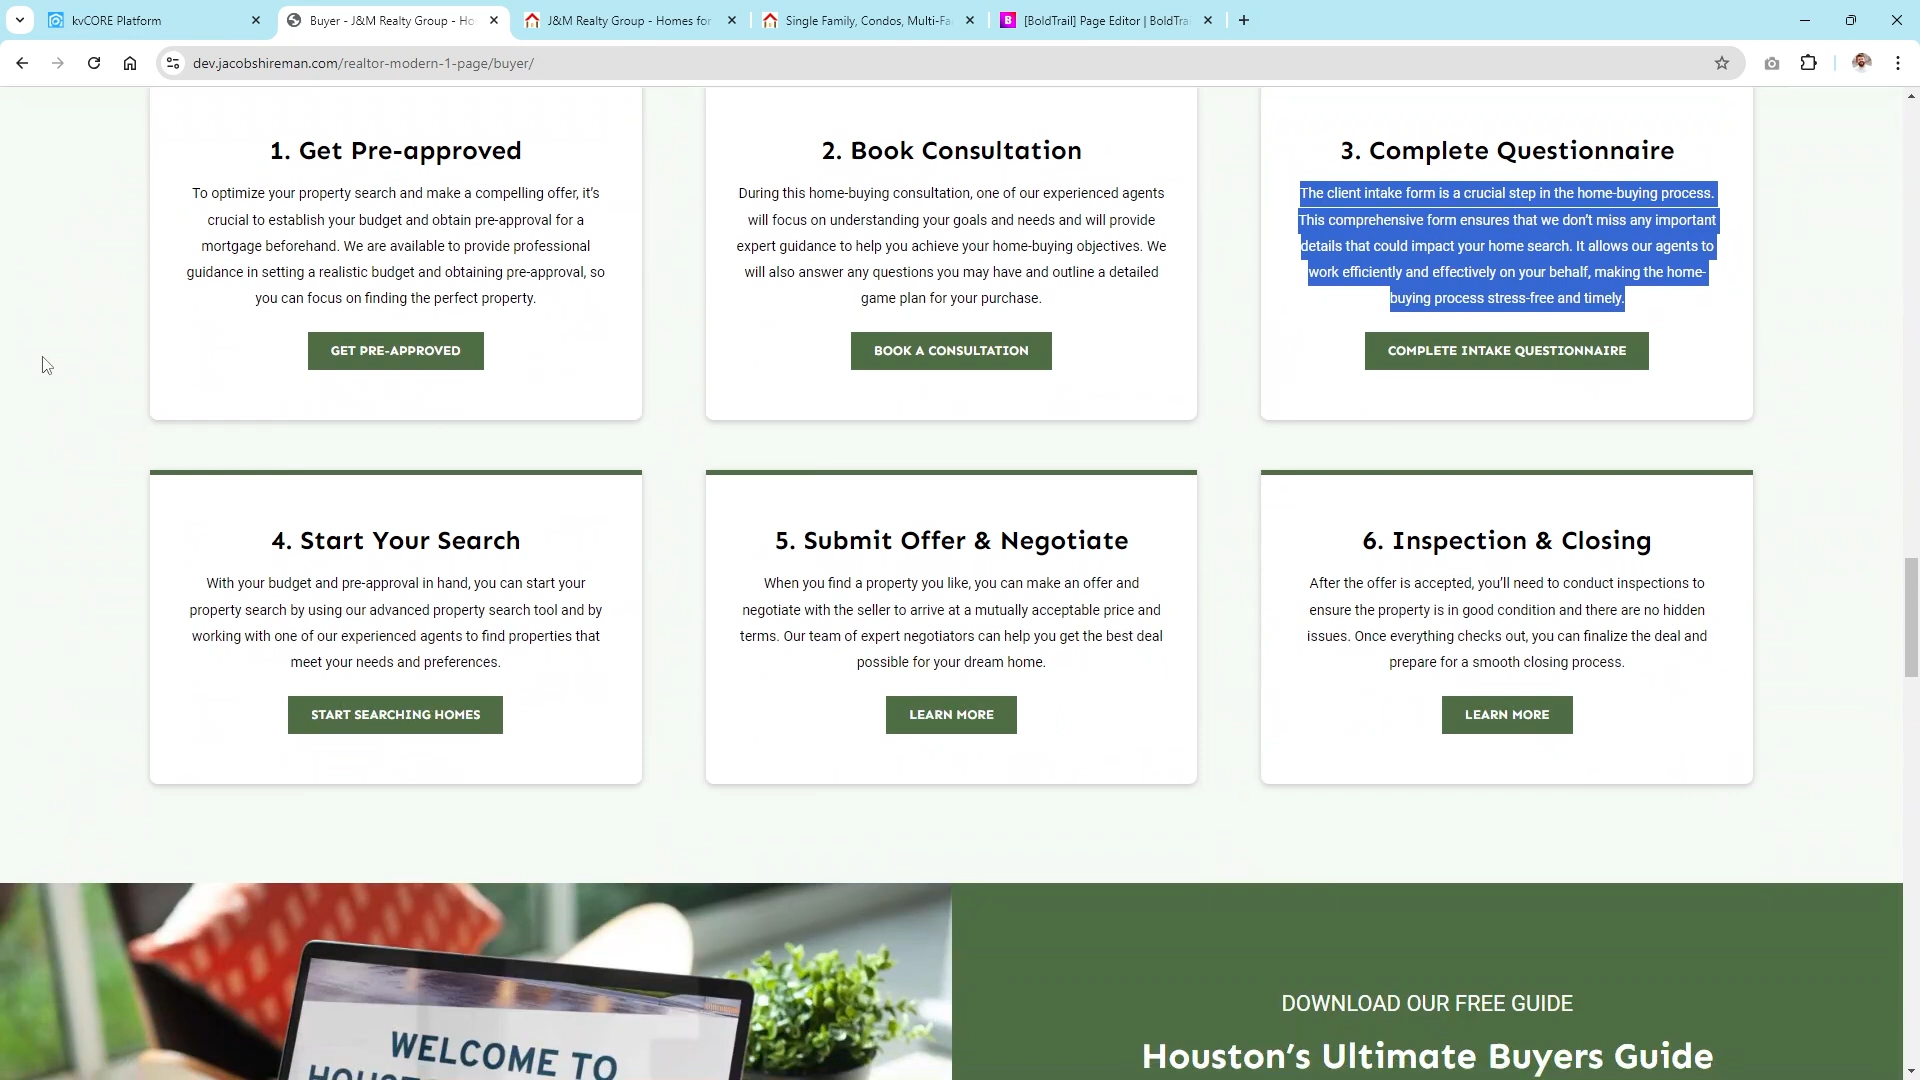 kvCORE Platform
Buyer - J&M Realty Group - Ho
J&M Realty Group - Homes for
Single Family, Condos, Multi-Fa
[BoldTrail] Page Editor | BoldTrai
dev.jacobshireman.com/realtor-modern-1-page/buyer/
1. Get Pre-approved
To optimize your property search and make a compelling offer, it’s
crucial to establish your budget and obtain pre-approval for a
mortgage beforehand. We are available to provide professional
guidance in setting a realistic budget and obtaining pre-approval, so
you can focus on finding the perfect property.
GET PRE-APPROVED
2. Book Consultation
During this home-buying consultation, one of our experienced agents
will focus on understanding your goals and needs and will provide
expert guidance to help you achieve your home-buying objectives. We
will also answer any questions you may have and outline a detailed
game plan for your purchase.
BOOK A CONSULTATION
3. Complete Questionnaire
The client intake form is a crucial step in the home-buying process.
This comprehensive form ensures that we don’t miss any important
details that could impact your home search. It allows our agents to
work efficiently and effectively on your behalf, making the home-
buying process stress-free and timely.
COMPLETE INTAKE QUESTIONNAIRE
4. Start Your Search
With your budget and pre-approval in hand, you can start your
property search by using our advanced property search tool and by
working with one of our experienced agents to find properties that
meet your needs and preferences.
START SEARCHING HOMES
5. Submit Offer & Negotiate
When you find a property you like, you can make an offer and
negotiate with the seller to arrive at a mutually acceptable price and
terms. Our team of expert negotiators can help you get the best deal
possible for your dream home.
LEARN MORE
6. Inspection & Closing
After the offer is accepted, you’ll need to conduct inspections to
ensure the property is in good condition and there are no hidden
issues. Once everything checks out, you can finalize the deal and
prepare for a smooth closing process.
LEARN MORE
WELCOME TO
DOWNLOAD OUR FREE GUIDE
Houston’s Ultimate Buyers Guide